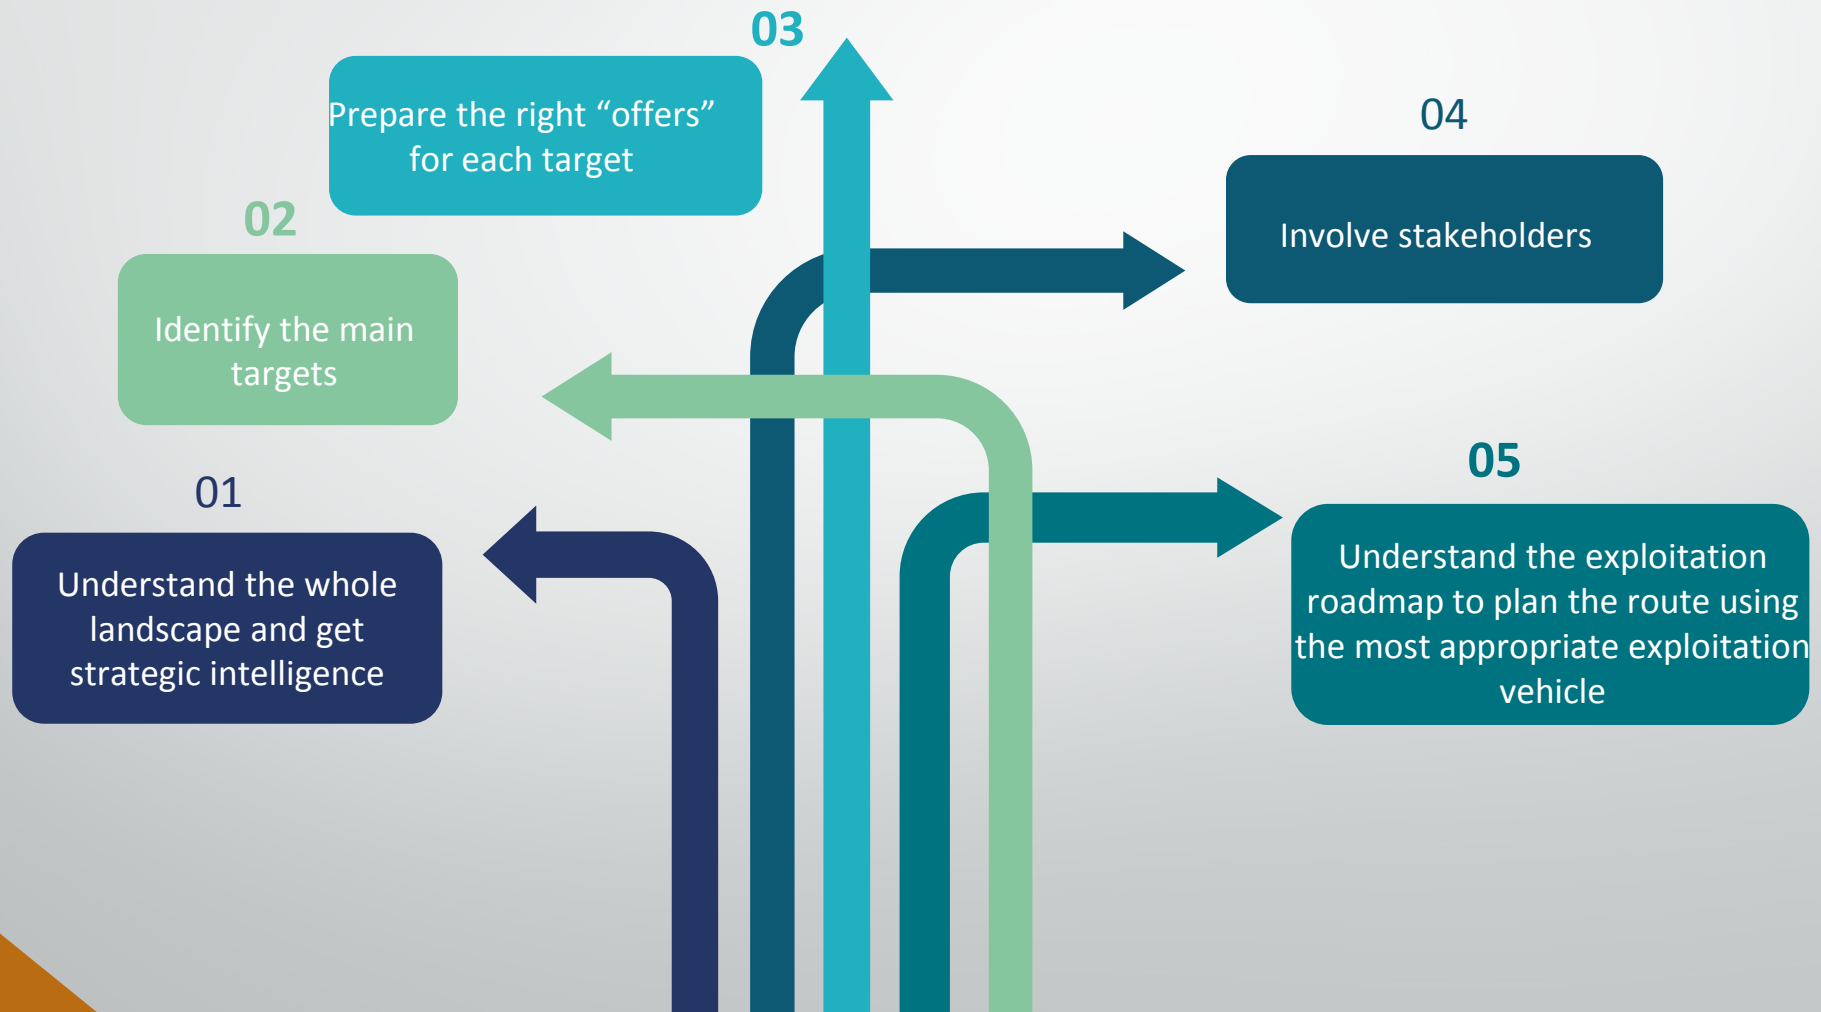 03
Prepare the right “offers”
for each target
04
Involve stakeholders
02
Identify the main
targets
05
Understand the exploitation
roadmap to plan the route using
the most appropriate exploitation
vehicle
01
Understand the whole
landscape and get
strategic intelligence